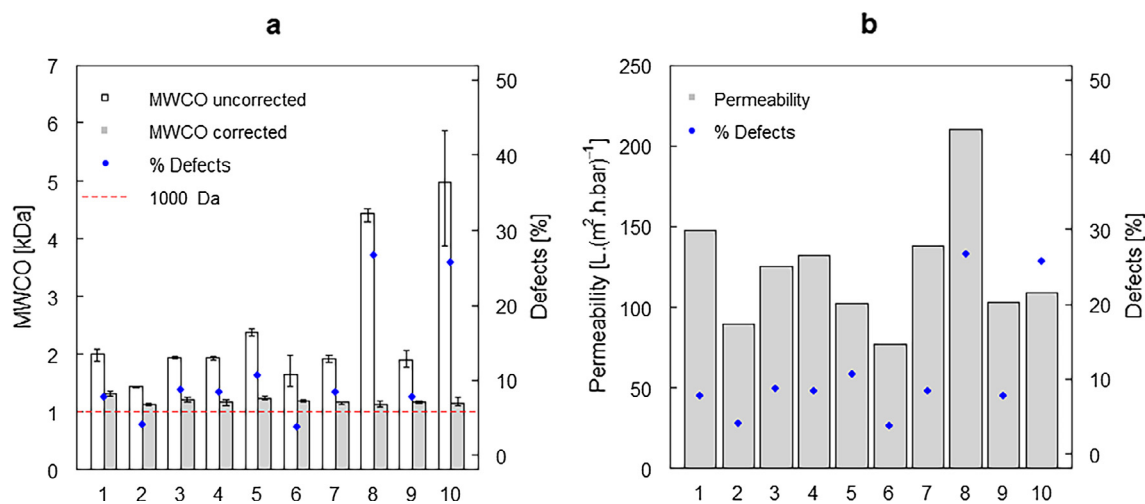 a
MWCO [kDa]
7
6
5
4
3
2
1
0
MWCO uncorrected
MWCO corrected
% Defects
1000 Da
50
40
30
20
10
0
Defects [%]
1 2 3 4 5 6 7 8 9 10
b
Permeability [L.(m².h.bar)⁻¹
250
200
150
100
50
0
Permeability
% Defects
50
40
30
20
10
0
Defects [%]
1 2 3 4 5 6 7 8 9 10